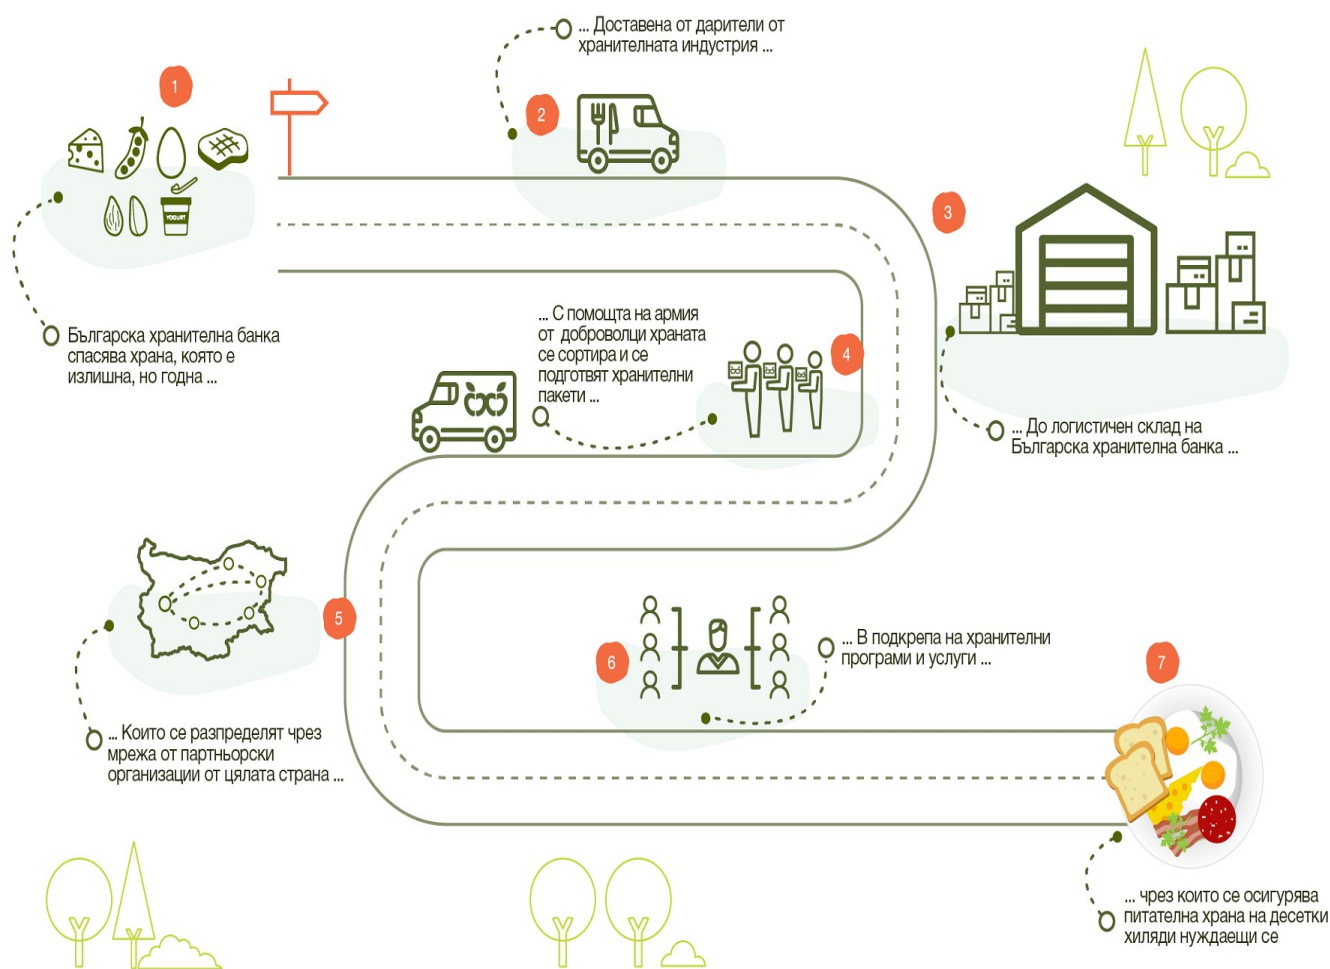 1
YOGURT
Българска хранителна банка
спасява храна, която е
излишна, но годна ...
2
... Доставена от дарители от
хранителната индустрия ...
3
... До логистичен склад на
Българска хранителна банка ...
4
... С помощта на армия
от доброволци храната
се сортира и се
подготвят хранителни
пакети ...
5
... Които се разпределят чрез
мрежа от партньорски
организации от цялата страна ...
6
... В подкрепа на хранителни
програми и услуги ...
7
... чрез които се осигурява
питателна храна на десетки
хиляди нуждаещи се